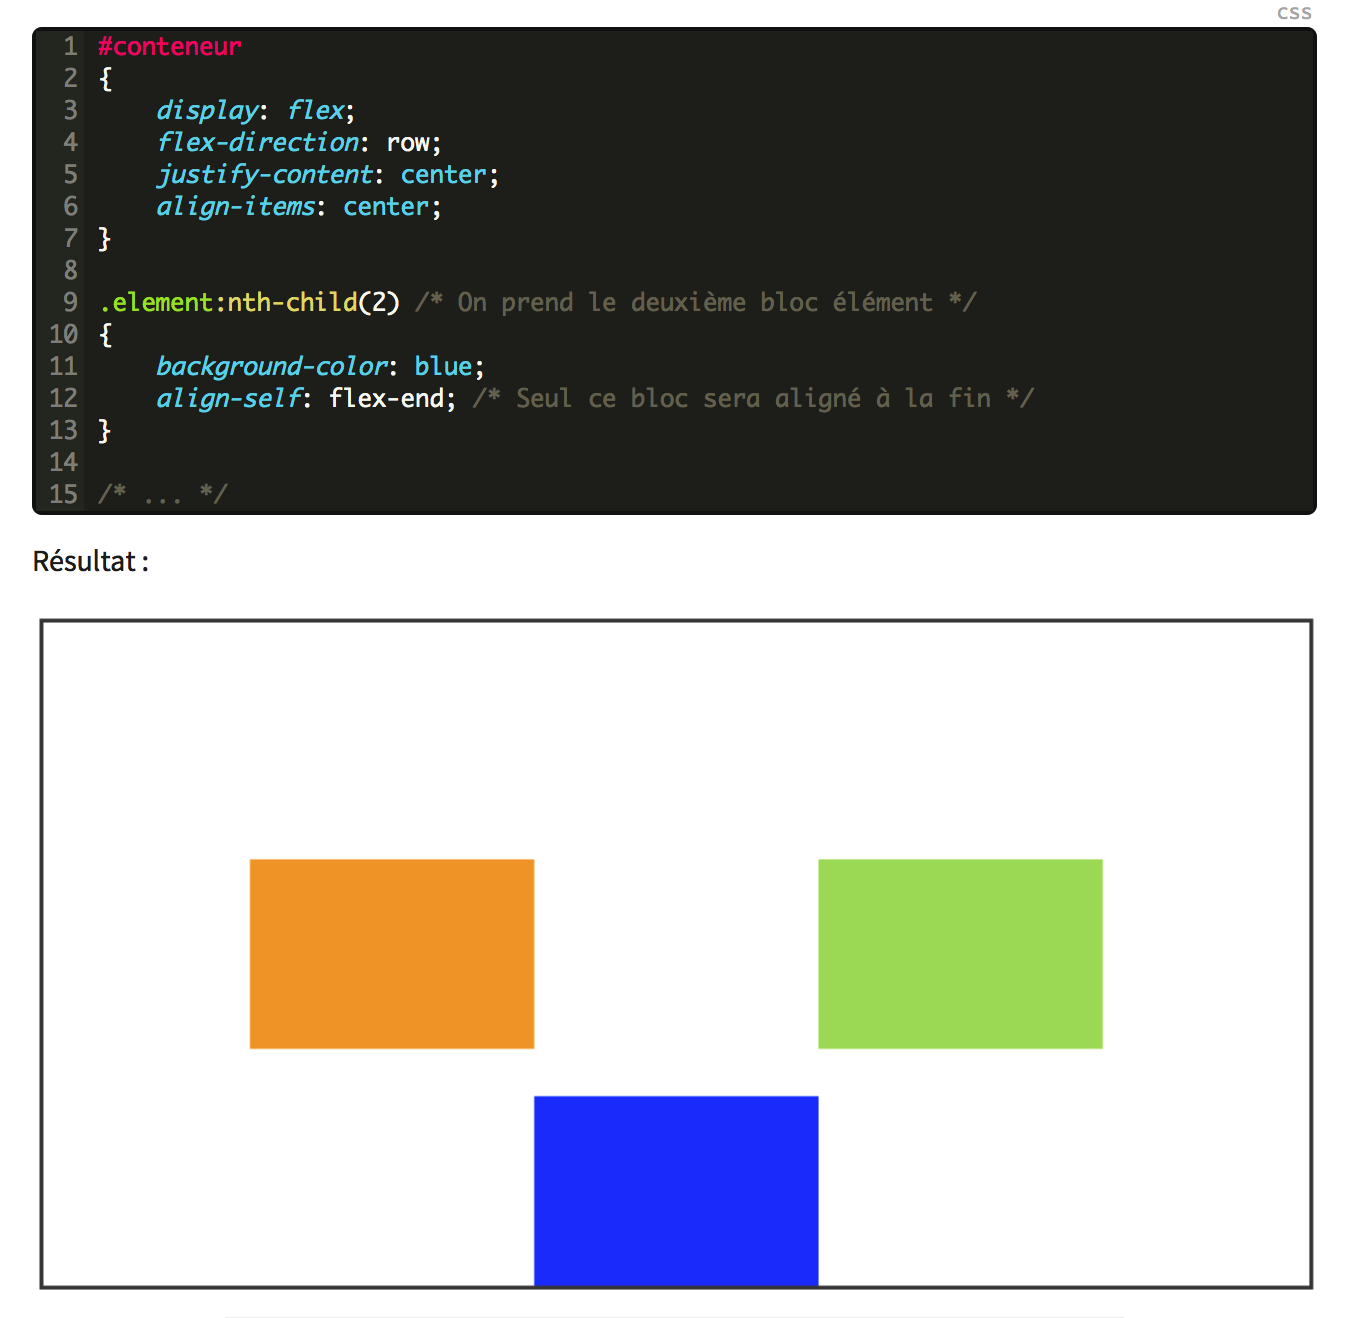 CSS
1 #conteneur
2 {
3     display: flex;
4     flex-direction: row;
5     justify-content: center;
6     align-items: center;
7 }
8
9 .element:nth-child(2) /* On prend le deuxième bloc élément */
10 {
11     background-color: blue;
12     align-self: flex-end; /* Seul ce bloc sera aligné à la fin */
13 }
14
15 /* ... */
Résultat :